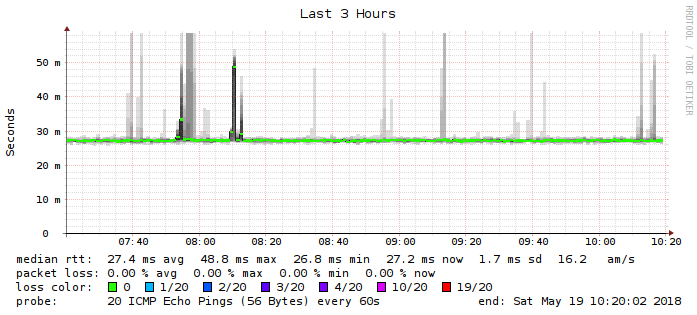 Last 3 Hours
RRDTOOL / TOBI OETIKER
Seconds
50 m
40 m
30 m
20 m
10 m
0
07:40 08:00 08:20 08:40 09:00 09:20 09:40 10:00 10:20
median rtt: 27.4 ms avg 48.8 ms max 26.8 ms min 27.2 ms now 1.7 ms sd 16.2 am/s
packet loss: 0.00 % avg 0.00 % max 0.00 % min 0.00 % now
loss color: 0 1/20 2/20 3/20 4/20 10/20 19/20
probe: 20 ICMP Echo Pings (56 Bytes) every 60s end: Sat May 19 10:20:02 2018